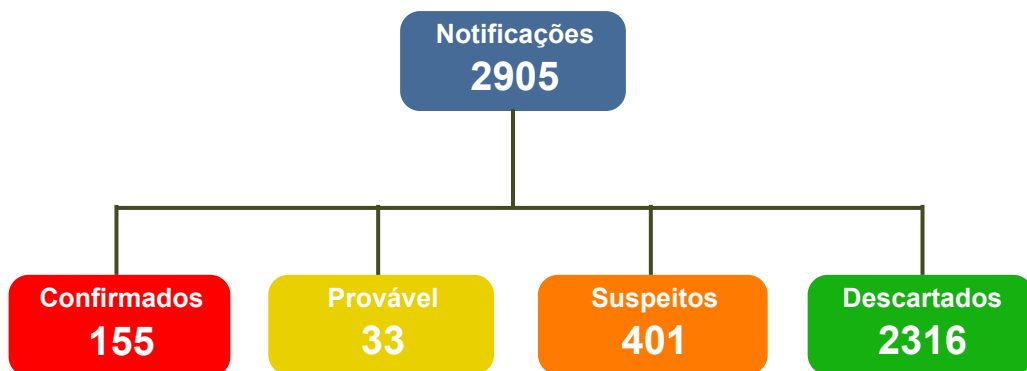 Notificações
2905
Confirmados
155
Provável
33
Suspeitos
401
Descartados
2316